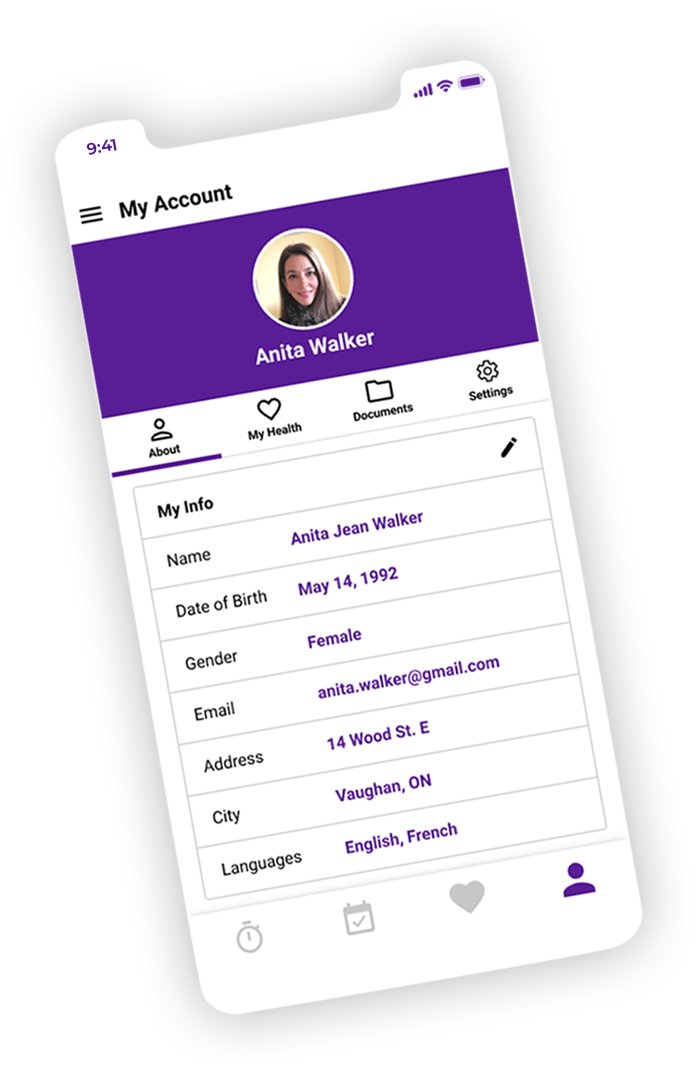 9:41
My Account
Anita Walker
About
My Health
Documents
Settings
My Info
Name Anita Jean Walker
Date of Birth May 14, 1992
Gender Female
Email anita.walker@gmail.com
Address 14 Wood St. E
City Vaughan, ON
Languages English, French